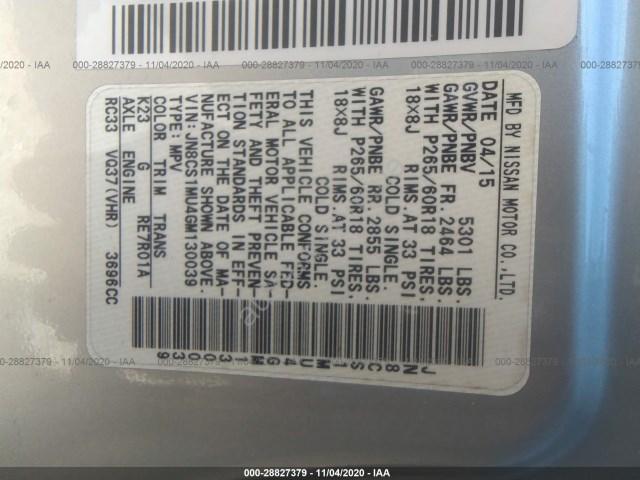 000-28827379 - 11/04/2020 - IAA
000-28827379 - 11/04/2020 - IAA
000-28827379 - 11/04/2020 - IAA
MFD BY NISSAN MOTOR CO.,LTD.
DATE 04/15
GVWR/PNBV 5301 LBS.
GAWR/PNBE FR. 2464 LBS.
WITH P265/60R18 TIRES,
18X8J RIMS,AT 33 PSI
COLD SINGLE.
GAWR/PNBE RR. 2855 LBS.
WITH P265/60R18 TIRES,
18X8J RIMS,AT 33 PSI
COLD SINGLE.
THIS VEHICLE CONFORMS
TO ALL APPLICABLE FED-
ERAL MOTOR VEHICLE SA-
FETY AND THEFT PREVEN-
TION STANDARDS IN EFF-
ECT ON THE DATE OF MA-
NUFACTURE SHOWN ABOVE.
VIN:JN8CS1MU4GM130039
TYPE: MPV
COLOR TRIM TRANS
K23 G RE7R01A
AXLE ENGINE
RC33 VQ37(VHR) 3696CC
JN8CS1MU4GM130039
000-28827379 - 11/04/2020 - IAA
000-28827379 - 11/04/2020 - IAA
000-28827379 - 11/04/2020 - IAA
000-28827379 - 11/04/2020 - IAA